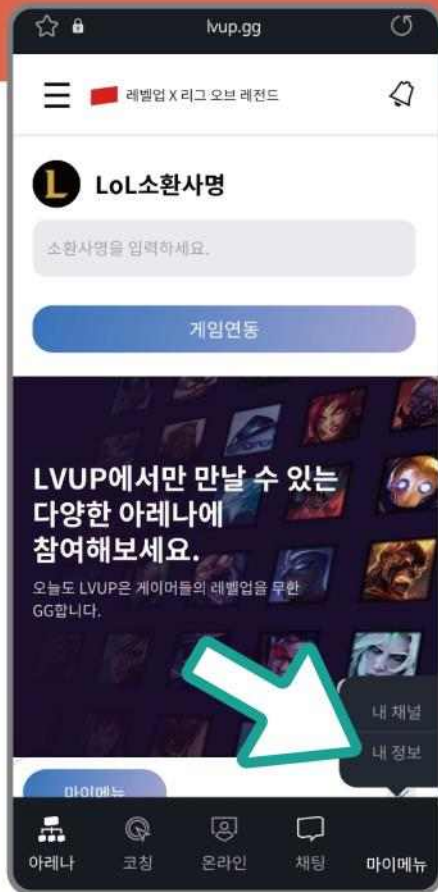 lvup.gg
레벨업 X 리그 오브 레전드
L LoL소환사명
소환사명을 입력하세요.
게임연동
LVUP에서만 만날 수 있는
다양한 아레나에
참여해보세요.
오늘도 LVUP은 게이머들의 레벨업을 무한
GG합니다.
내 채널
내 정보
마이메뉴
아레나 코칭 온라인 채팅 마이메뉴